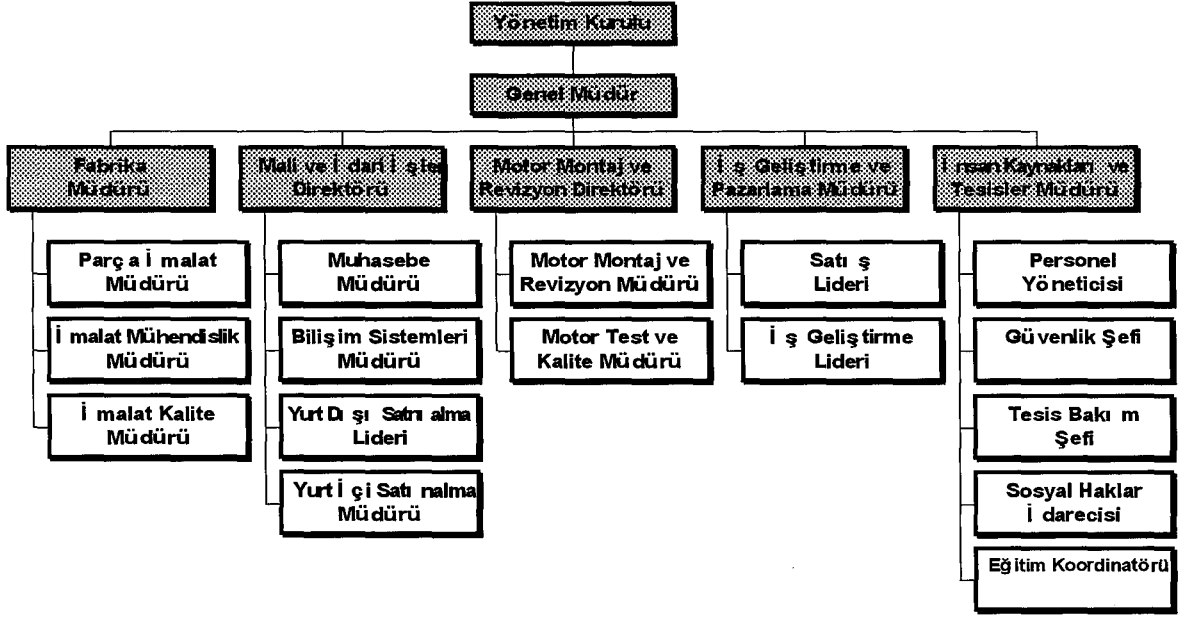 Yönetim Kurulu
Genel Müdür
Fabrika
Müdürü
Mali ve İdari İşler
Direktörü
Motor Montaj ve
Revizyon Direktörü
İş Geliştirme ve
Pazarlama Müdürü
İnsan Kaynakları ve
Tesisler Müdürü
Parça İmalat
Müdürü
İmalat Mühendislik
Müdürü
İmalat Kalite
Müdürü
Muhasebe
Müdürü
Bilişim Sistemleri
Müdürü
Yurt Dışı Satınalma
Lideri
Yurt İçi Satınalma
Müdürü
Motor Montaj ve
Revizyon Müdürü
Motor Test ve
Kalite Müdürü
Satış
Lideri
İş Geliştirme
Lideri
Personel
Yöneticisi
Güvenlik Şefi
Tesis Bakım
Şefi
Sosyal Haklar
İdarecisi
Eğitim Koordinatörü